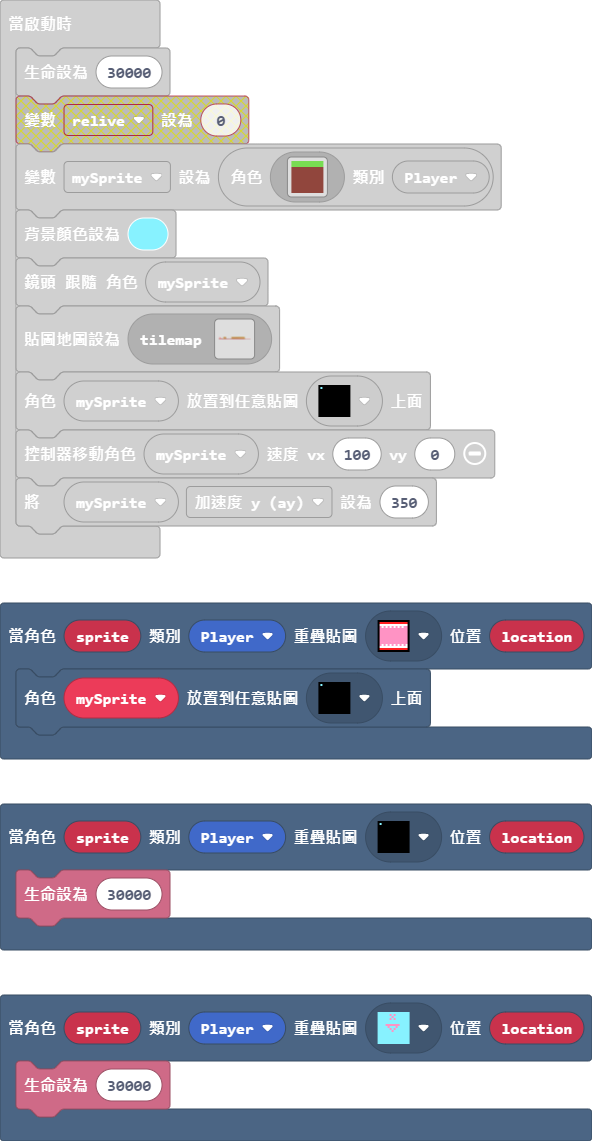 當啟動時
生命設為 30000
變數 relive 設為 0
變數 mySprite 設為 角色 類別 Player
背景顏色設為
鏡頭 跟隨 角色 mySprite
貼圖地圖設為 tilemap
角色 mySprite 放置到任意貼圖 上面
控制器移動角色 mySprite 速度 vx 100 vy 0
將 mySprite 加速度 y (ay) 設為 350
當角色 sprite 類別 Player 重疊貼圖 位置 location
角色 mySprite 放置到任意貼圖 上面
當角色 sprite 類別 Player 重疊貼圖 位置 location
生命設為 30000
當角色 sprite 類別 Player 重疊貼圖 位置 location
生命設為 30000